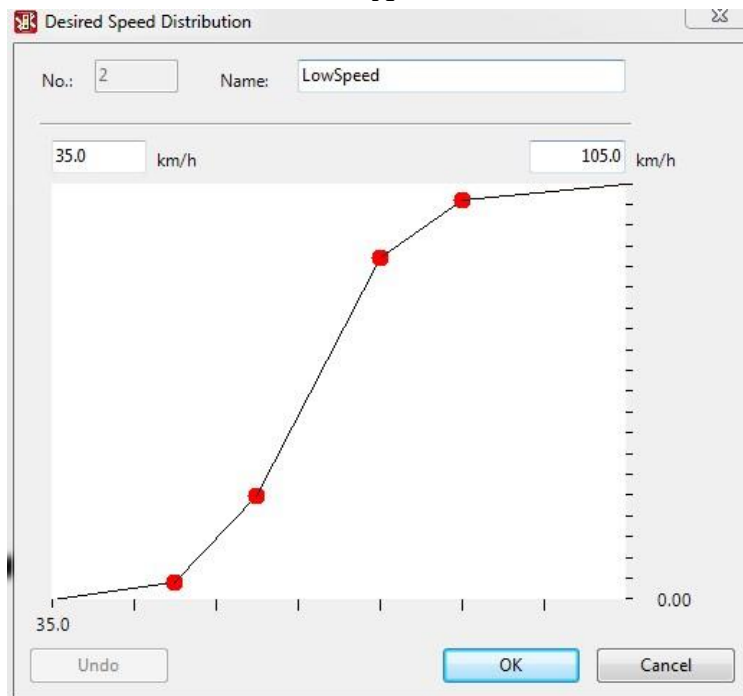 Desired Speed Distribution
No.: 2 Name: LowSpeed
35.0 km/h 105.0 km/h
0.00
35.0
Undo OK Cancel